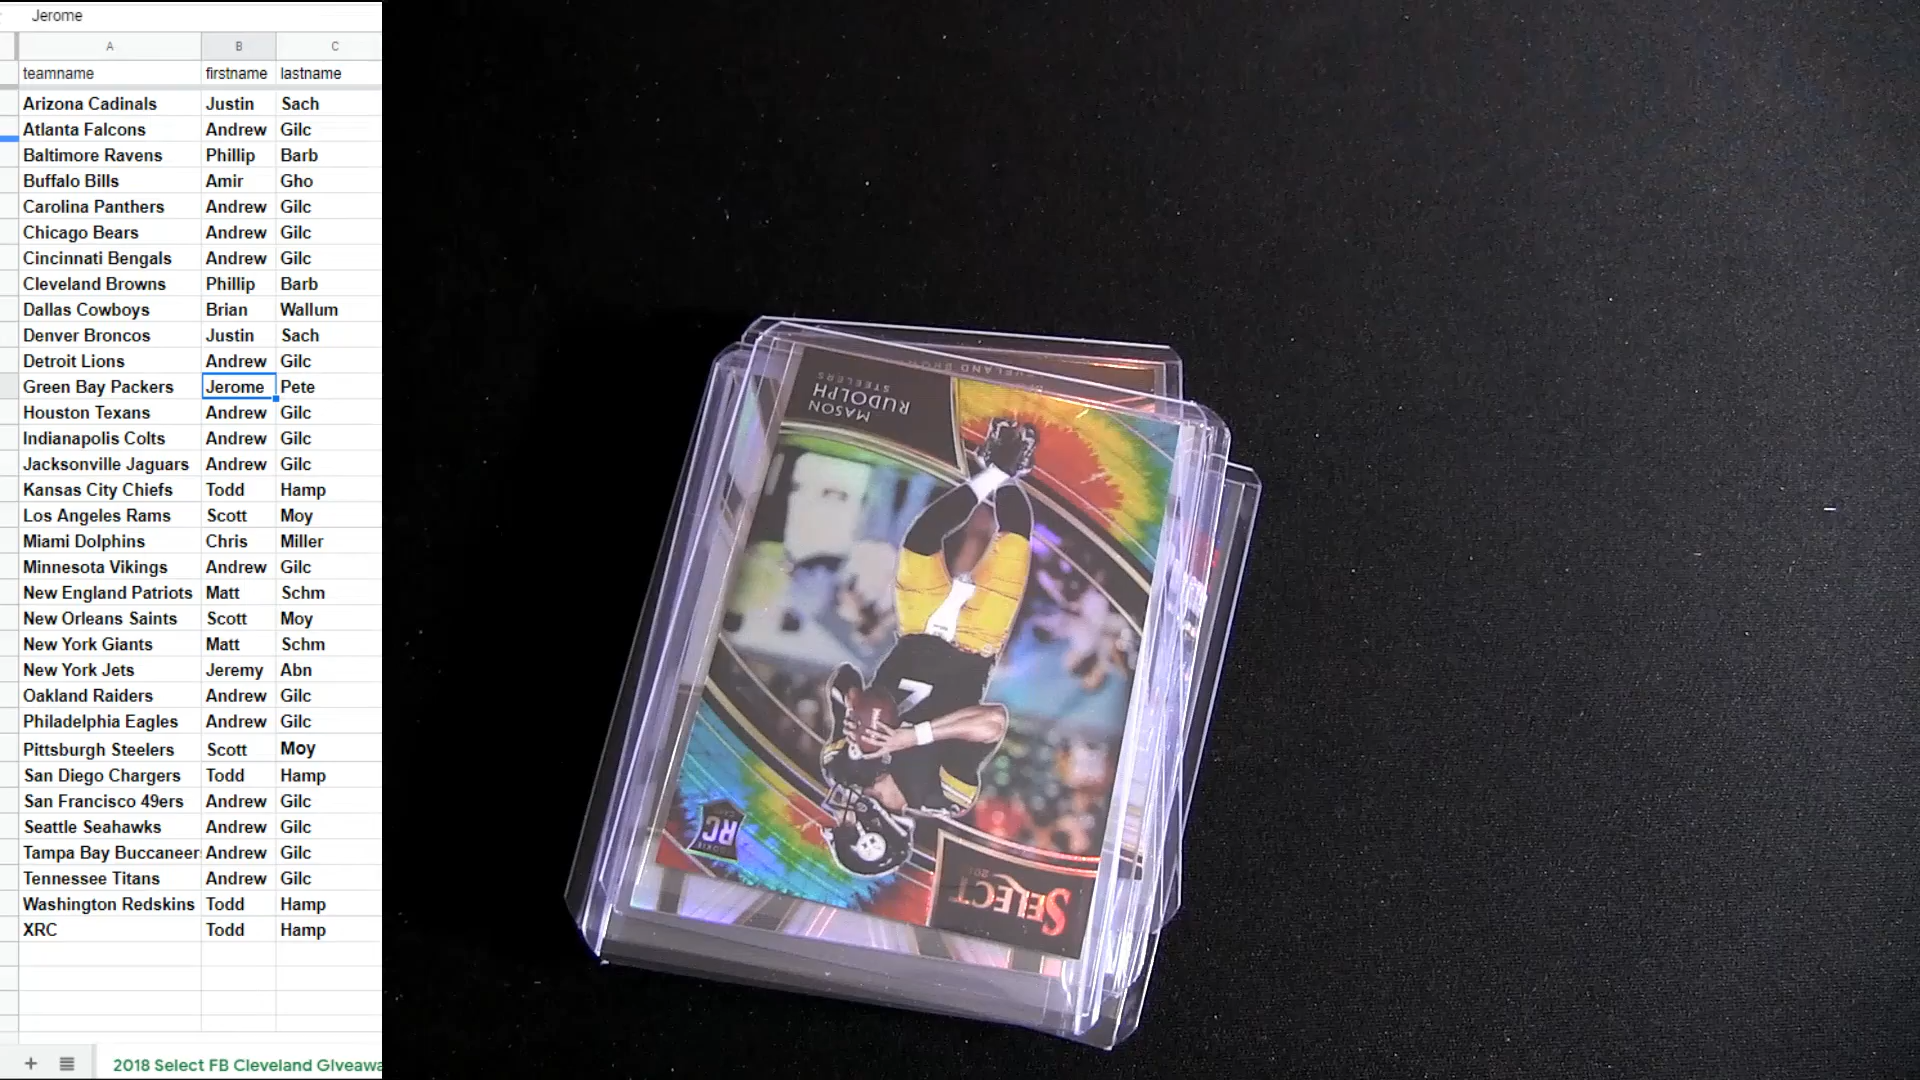 Jerome
A B C
teamname firstname lastname
Arizona Cadinals Justin Sach
Atlanta Falcons Andrew Gilc
Baltimore Ravens Phillip Barb
Buffalo Bills Amir Gho
Carolina Panthers Andrew Gilc
Chicago Bears Andrew Gilc
Cincinnati Bengals Andrew Gilc
Cleveland Browns Phillip Barb
Dallas Cowboys Brian Wallum
Denver Broncos Justin Sach
Detroit Lions Andrew Gilc
Green Bay Packers Jerome Pete
Houston Texans Andrew Gilc
Indianapolis Colts Andrew Gilc
Jacksonville Jaguars Andrew Gilc
Kansas City Chiefs Todd Hamp
Los Angeles Rams Scott Moy
Miami Dolphins Chris Miller
Minnesota Vikings Andrew Gilc
New England Patriots Matt Schm
New Orleans Saints Scott Moy
New York Giants Matt Schm
New York Jets Jeremy Abn
Oakland Raiders Andrew Gilc
Philadelphia Eagles Andrew Gilc
Pittsburgh Steelers Scott Moy
San Diego Chargers Todd Hamp
San Francisco 49ers Andrew Gilc
Seattle Seahawks Andrew Gilc
Tampa Bay Buccaneer Andrew Gilc
Tennessee Titans Andrew Gilc
Washington Redskins Todd Hamp
XRC Todd Hamp
2018 Select FB Cleveland GIveawa
MASON
RUDOLPH
STEELERS
2
RC
SELECT